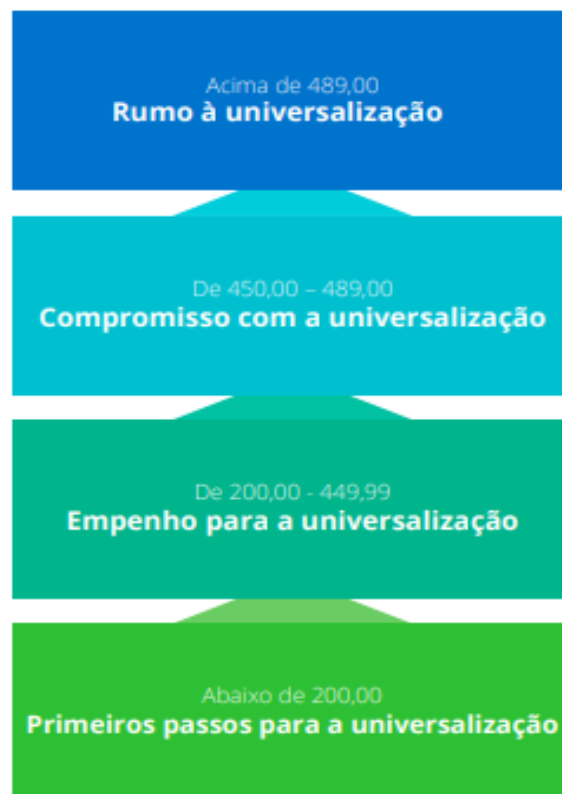 Acima de 489,00
Rumo à universalização
De 450,00 – 489,00
Compromisso com a universalização
De 200,00 - 449,99
Empenho para a universalização
Abaixo de 200,00
Primeiros passos para a universalização